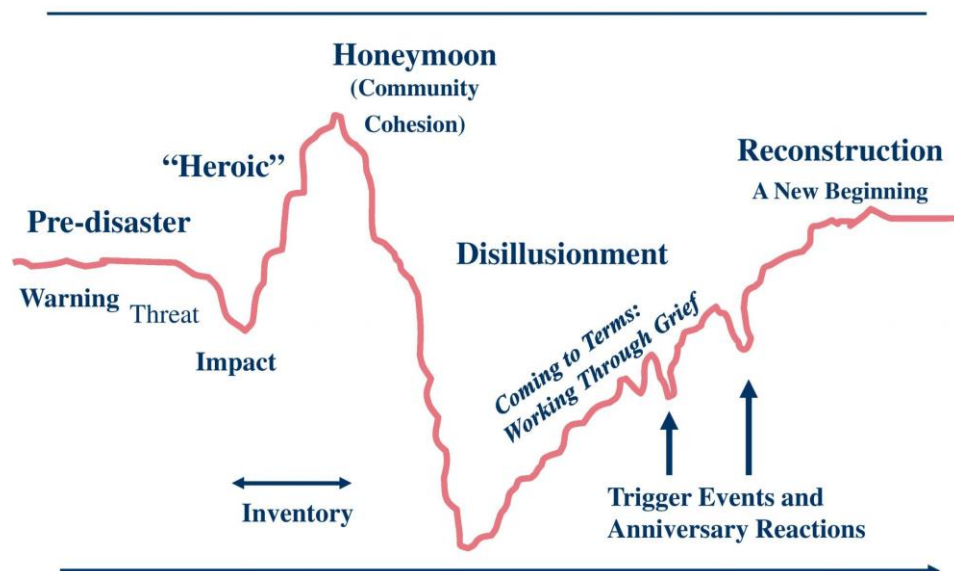 Honeymoon
(Community
Cohesion)
“Heroic”
Reconstruction
A New Beginning
Pre-disaster
Disillusionment
Warning
Threat
Impact
Coming to Terms:
Working Through Grief
Inventory
Trigger Events and
Anniversary Reactions